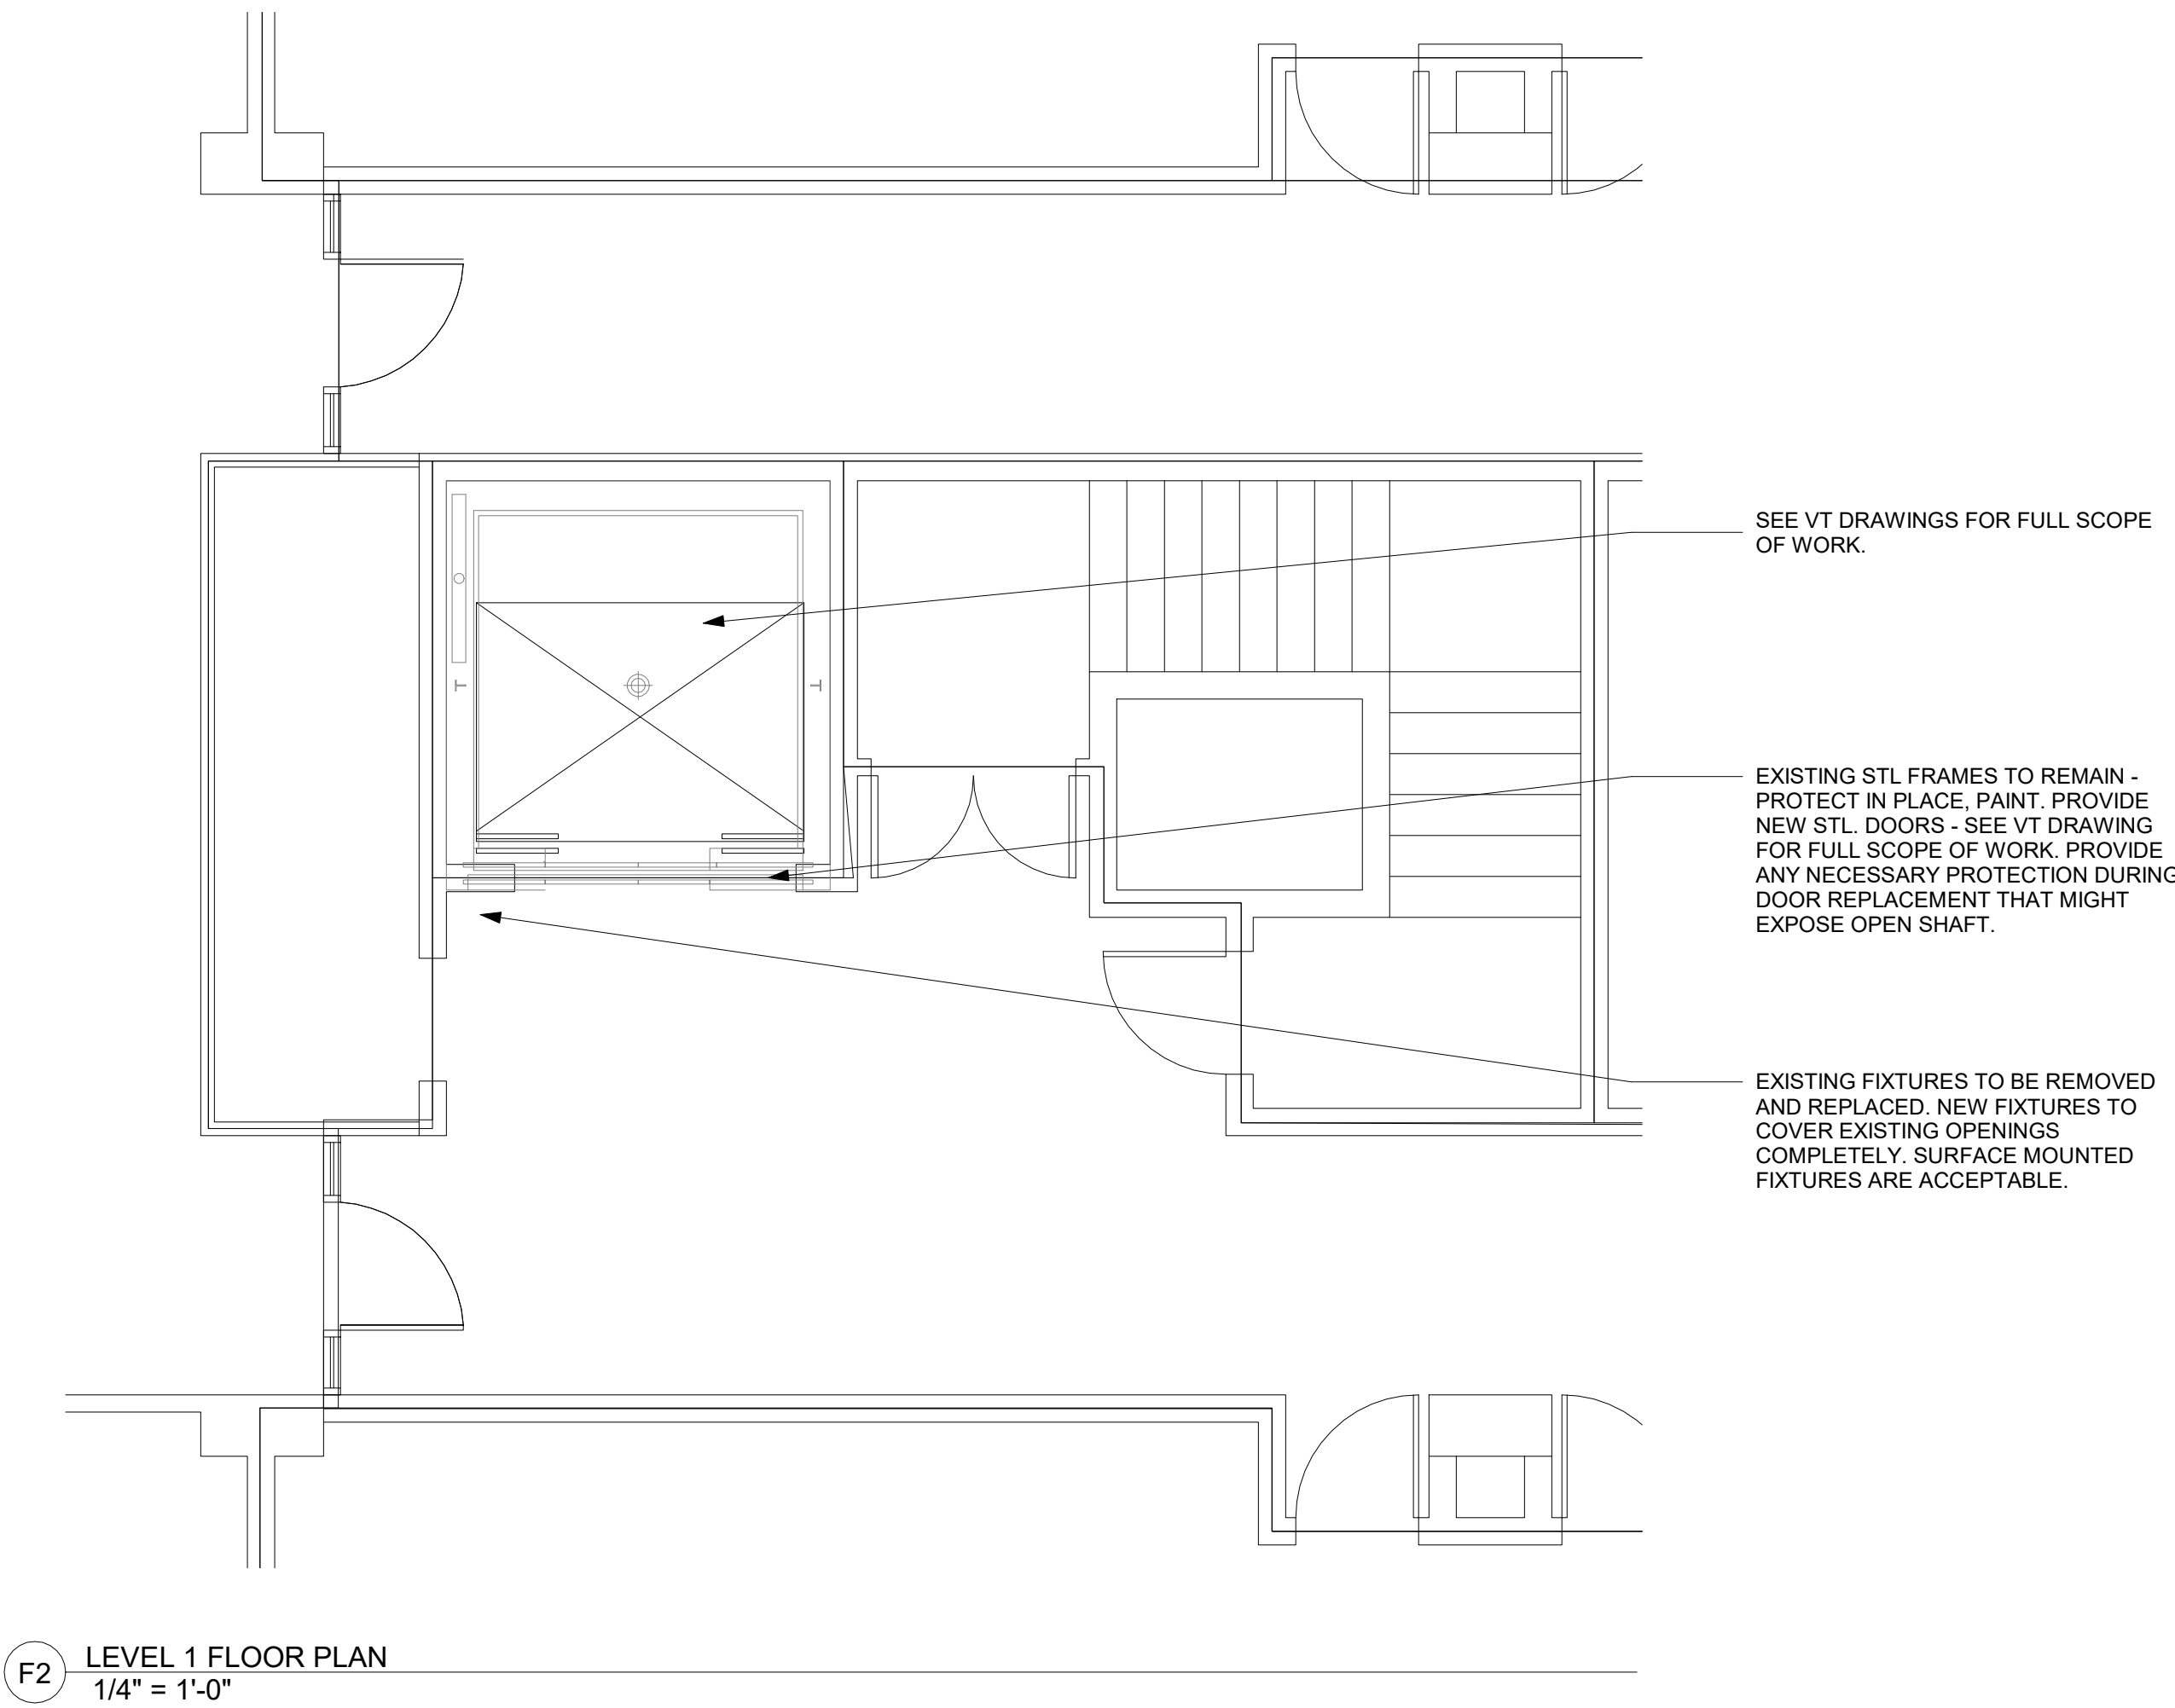 SEE VT DRAWINGS FOR FULL SCOPE
OF WORK.
EXISTING STL FRAMES TO REMAIN -
PROTECT IN PLACE, PAINT. PROVIDE
NEW STL. DOORS - SEE VT DRAWING
FOR FULL SCOPE OF WORK. PROVIDE
ANY NECESSARY PROTECTION DURING
DOOR REPLACEMENT THAT MIGHT
EXPOSE OPEN SHAFT.
EXISTING FIXTURES TO BE REMOVED
AND REPLACED. NEW FIXTURES TO
COVER EXISTING OPENINGS
COMPLETELY. SURFACE MOUNTED
FIXTURES ARE ACCEPTABLE.
F2
LEVEL 1 FLOOR PLAN
1/4" = 1'-0"